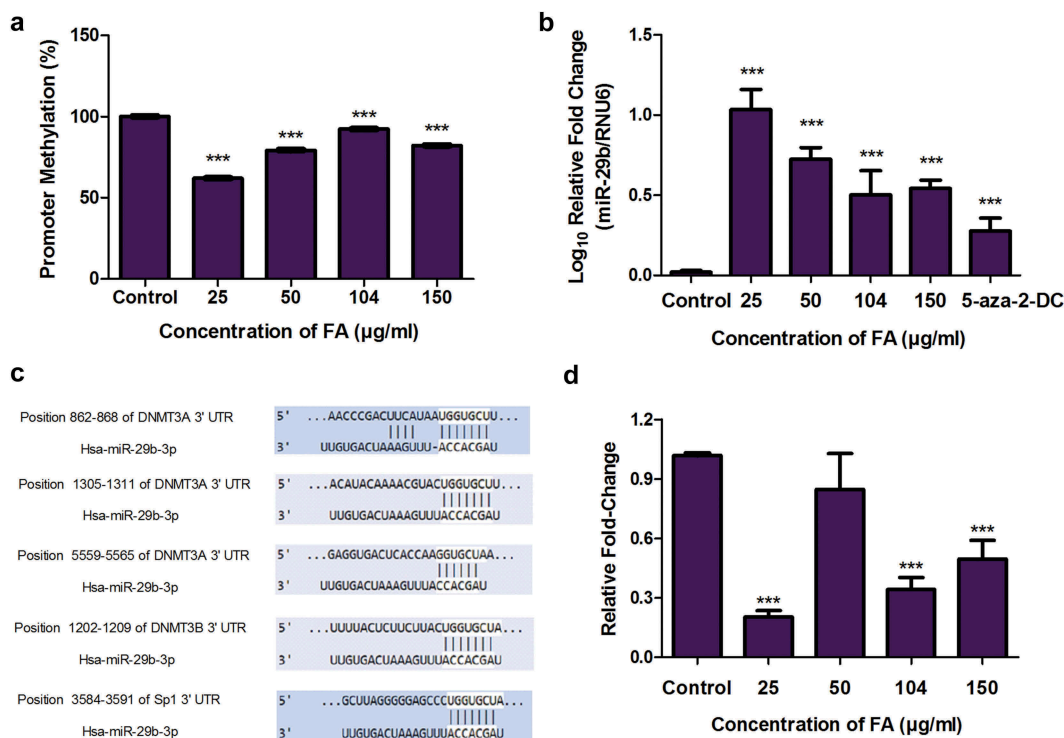 a
Promoter Methylation (%)
150
100
50
0
***
***
***
***
Control 25 50 104 150
Concentration of FA (µg/ml)
b
Log10 Relative Fold Change
(miR-29b/RNU6)
1.5
1.0
0.5
0.0
***
***
***
***
***
Control 25 50 104 150 5-aza-2-DC
Concentration of FA (µg/ml)
c
Position 862-868 of DNMT3A 3' UTR 5' ...AACCCGACUUCAUAAUGGUGCUU...
Hsa-miR-29b-3p 3' UUGUGACUAAAGUUU-ACCACGAU
Position 1305-1311 of DNMT3A 3' UTR 5' ...ACAUACAAAACGUACUGGUGCUU...
Hsa-miR-29b-3p 3' UUGUGACUAAAGUUUACCACGAU
Position 5559-5565 of DNMT3A 3' UTR 5' ...GAGGUGACUCACCAAGGUGCUAA...
Hsa-miR-29b-3p 3' UUGUGACUAAAGUUUACCACGAU
Position 1202-1209 of DNMT3B 3' UTR 5' ...UUUUACUCUUCUUACUGGUGCUA...
Hsa-miR-29b-3p 3' UUGUGACUAAAGUUUACCACGAU
Position 3584-3591 of Sp1 3' UTR 5' ...GCUUAGGGGGAGCCCUGGUGCUA...
Hsa-miR-29b-3p 3' UUGUGACUAAAGUUUACCACGAU
d
Relative Fold-Change
1.2
0.9
0.6
0.3
0.0
***
***
***
Control 25 50 104 150
Concentration of FA (µg/ml)